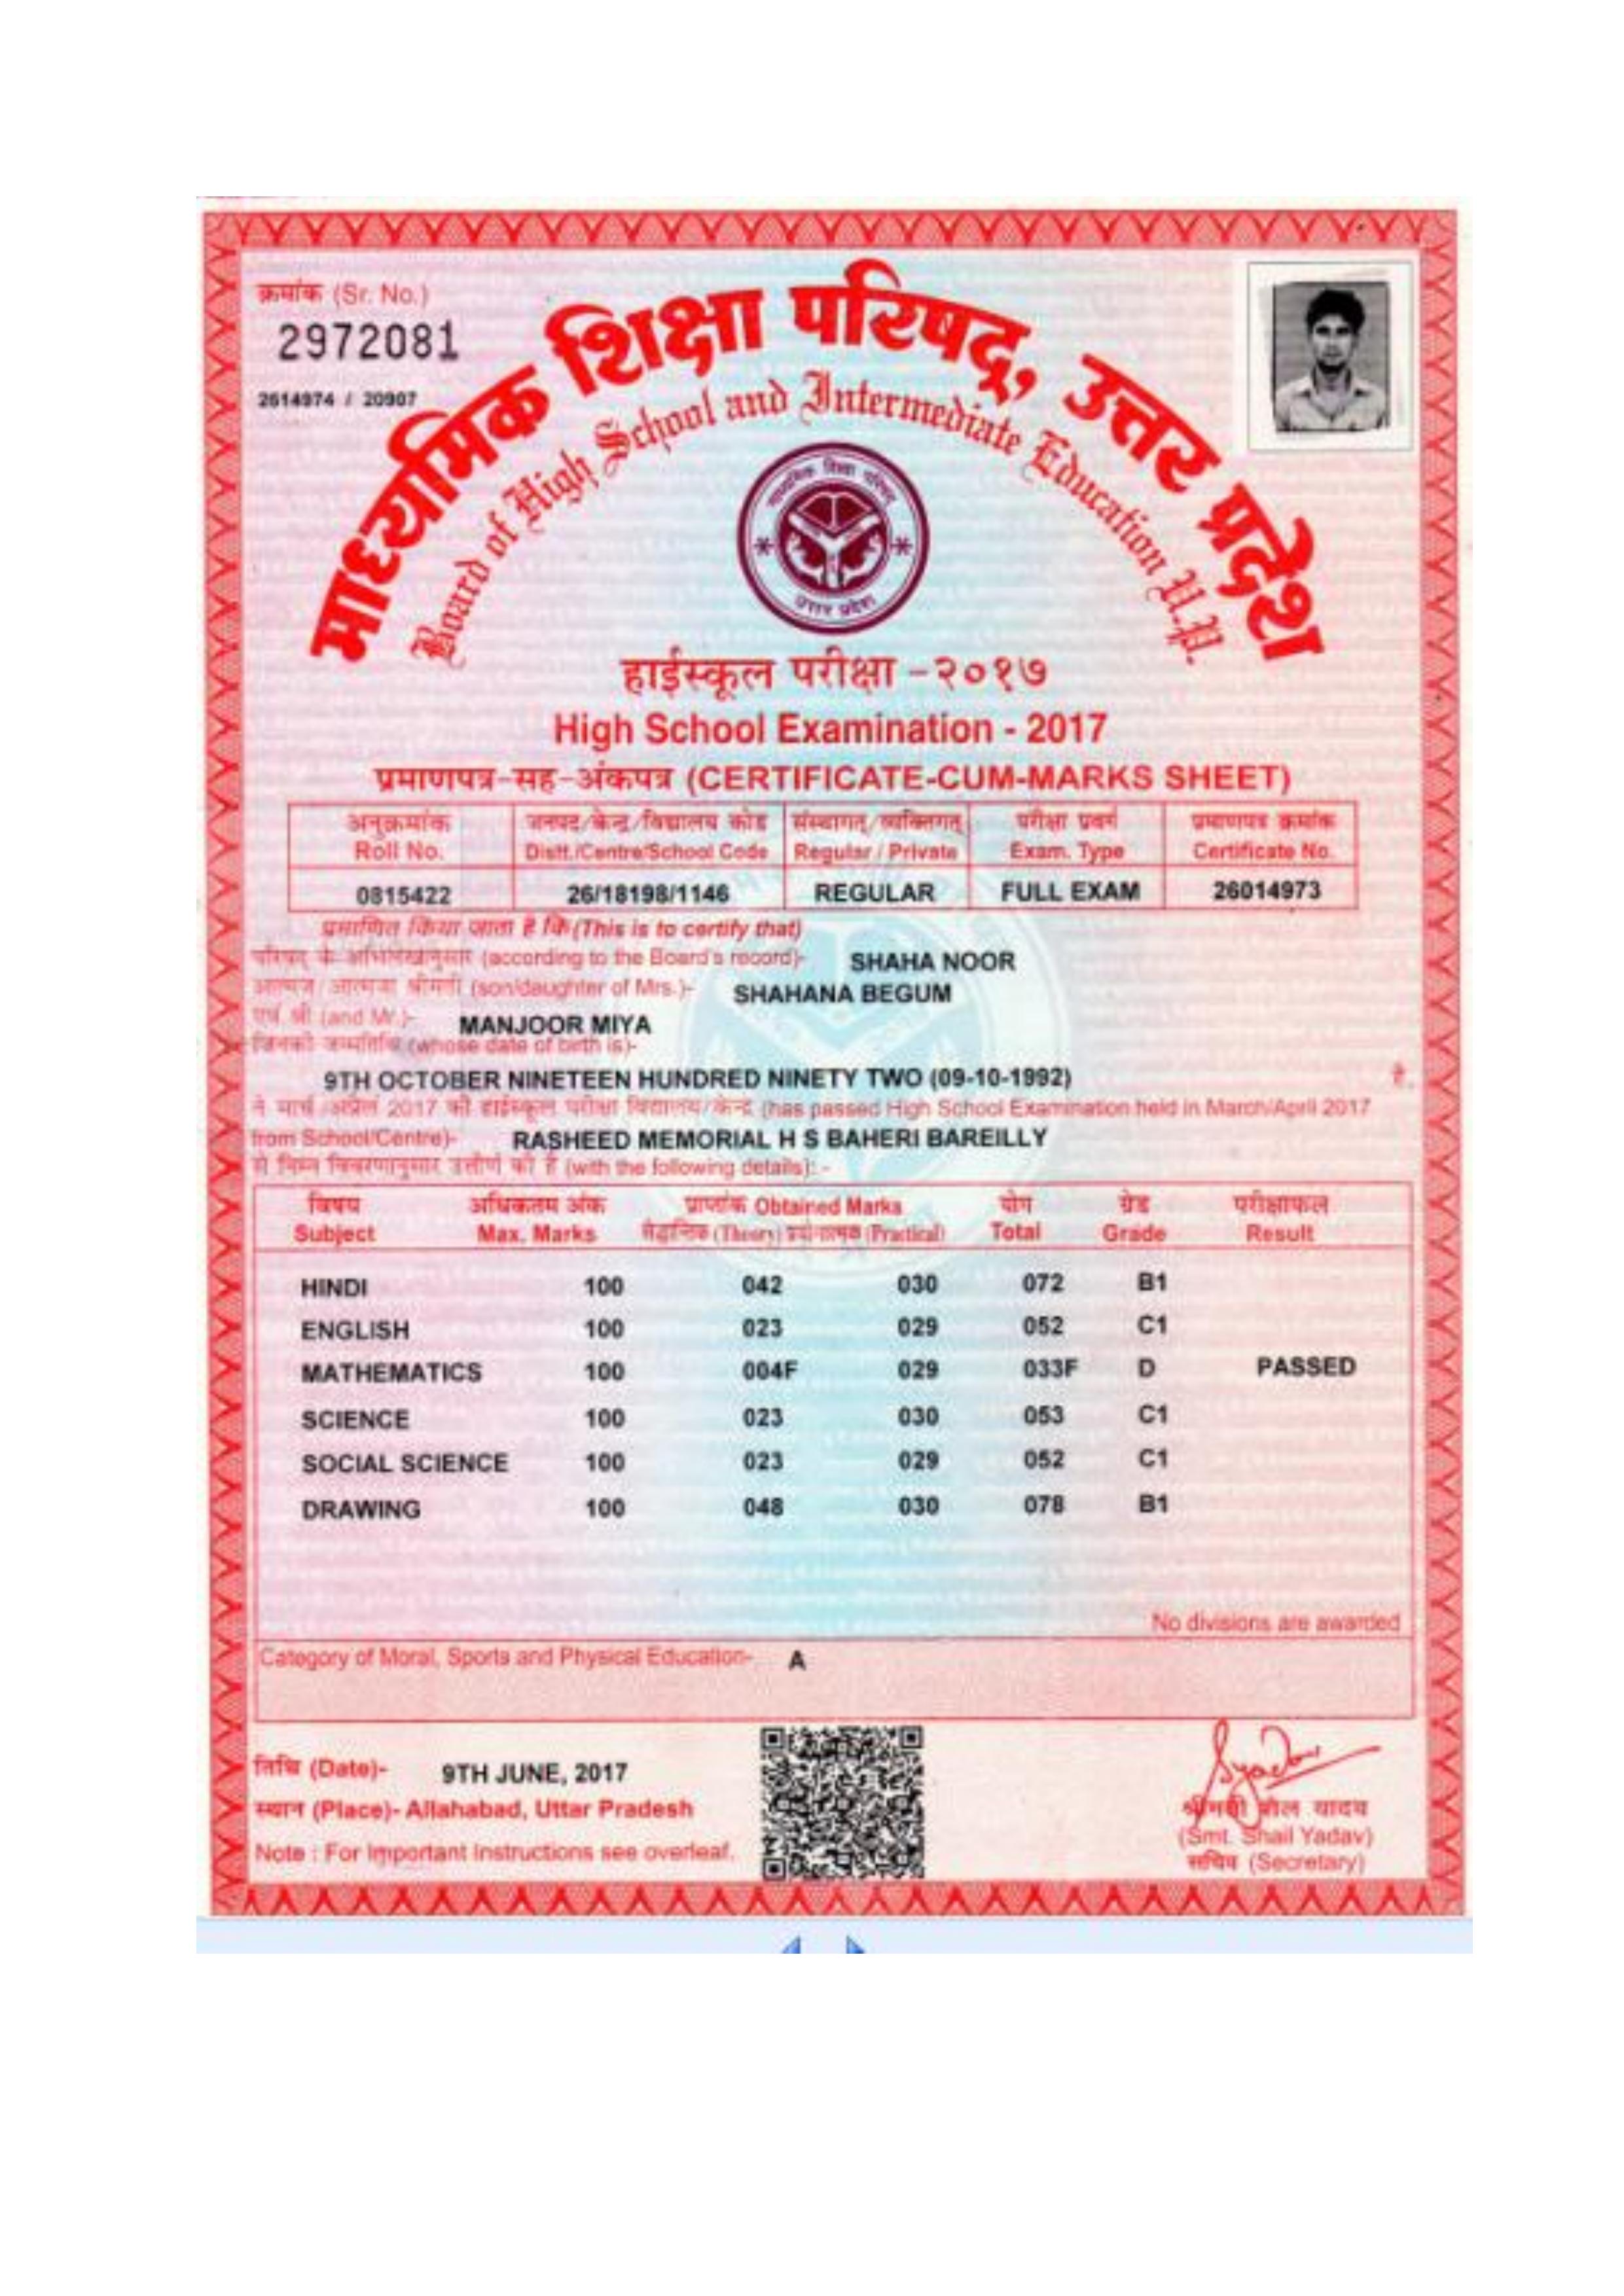 क्रमांक (Sr. No.)
2972081
2614974 / 20907
माध्यमिक शिक्षा परिषद्, उत्तर प्रदेश
Board of High School and Intermediate Education U.P.
माध्यमिक शिक्षा परिषद
उत्तर प्रदेश
हाईस्कूल परीक्षा -२०१७
High School Examination - 2017
प्रमाणपत्र-सह-अंकपत्र (CERTIFICATE-CUM-MARKS SHEET)
अनुक्रमांक जनपद/केन्द्र/विद्यालय कोड संस्थागत/व्यक्तिगत परीक्षा प्रवर्ग प्रमाणपत्र क्रमांक
Roll No. Distt./Centre/School Code Regular / Private Exam. Type Certificate No.
0815422 26/18198/1146 REGULAR FULL EXAM 26014973
प्रमाणित किया जाता है कि (This is to certify that)
परिषद् के अभिलेखानुसार (according to the Board's record)- SHAHA NOOR
आत्मज/आत्मजा श्रीमती (son/daughter of Mrs.)- SHAHANA BEGUM
एवं श्री (and Mr.)- MANJOOR MIYA
जिनकी जन्मतिथि (whose date of birth is)-
9TH OCTOBER NINETEEN HUNDRED NINETY TWO (09-10-1992) है,
ने मार्च/अप्रैल 2017 की हाईस्कूल परीक्षा विद्यालय/केन्द्र (has passed High School Examination held in March/April 2017
from School/Centre)- RASHEED MEMORIAL H S BAHERI BAREILLY
से निम्न विवरणानुसार उत्तीर्ण की है (with the following details):-
विषय अधिकतम अंक प्राप्तांक Obtained Marks योग ग्रेड परीक्षाफल
Subject Max. Marks सैद्धान्तिक (Theory) प्रयोगात्मक (Practical) Total Grade Result
HINDI 100 042 030 072 B1
ENGLISH 100 023 029 052 C1
MATHEMATICS 100 004F 029 033F D PASSED
SCIENCE 100 023 030 053 C1
SOCIAL SCIENCE 100 023 029 052 C1
DRAWING 100 048 030 078 B1
No divisions are awarded
Category of Moral, Sports and Physical Education- A
तिथि (Date)- 9TH JUNE, 2017
स्थान (Place)- Allahabad, Uttar Pradesh
Note : For Important Instructions see overleaf.
Syadav
श्रीमती शैल यादव
(Smt. Shail Yadav)
सचिव (Secretary)